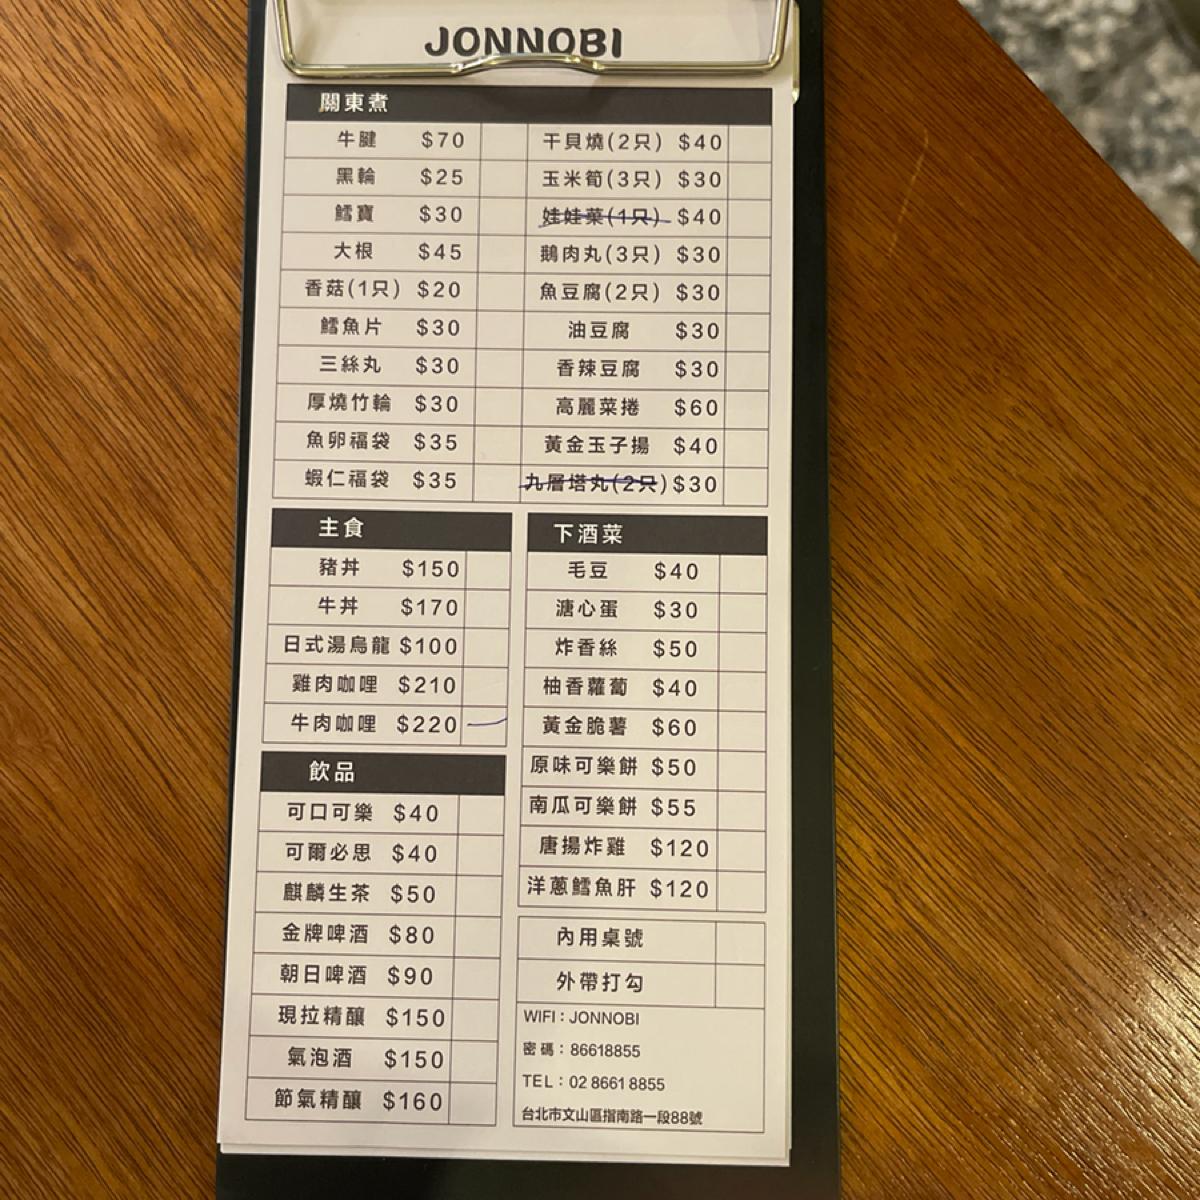 JONNOBI
關東煮
牛腱 $70 干貝燒(2只) $40
黑輪 $25 玉米筍(3只) $30
鱈寶 $30 娃娃菜(1只) $40
大根 $45 鵝肉丸(3只) $30
香菇(1只) $20 魚豆腐(2只) $30
鱈魚片 $30 油豆腐 $30
三絲丸 $30 香辣豆腐 $30
厚燒竹輪 $30 高麗菜捲 $60
魚卵福袋 $35 黃金玉子揚 $40
蝦仁福袋 $35 九層塔丸(2只) $30
主食
豬丼 $150
牛丼 $170
日式湯烏龍 $100
雞肉咖哩 $210
牛肉咖哩 $220
飲品
可口可樂 $40
可爾必思 $40
麒麟生茶 $50
金牌啤酒 $80
朝日啤酒 $90
現拉精釀 $150
氣泡酒 $150
節氣精釀 $160
下酒菜
毛豆 $40
溏心蛋 $30
炸香絲 $50
柚香蘿蔔 $40
黃金脆薯 $60
原味可樂餅 $50
南瓜可樂餅 $55
唐揚炸雞 $120
洋蔥鱈魚肝 $120
內用桌號
外帶打勾
WIFI：JONNOBI
密碼：86618855
TEL：02 8661 8855
台北市文山區指南路一段88號